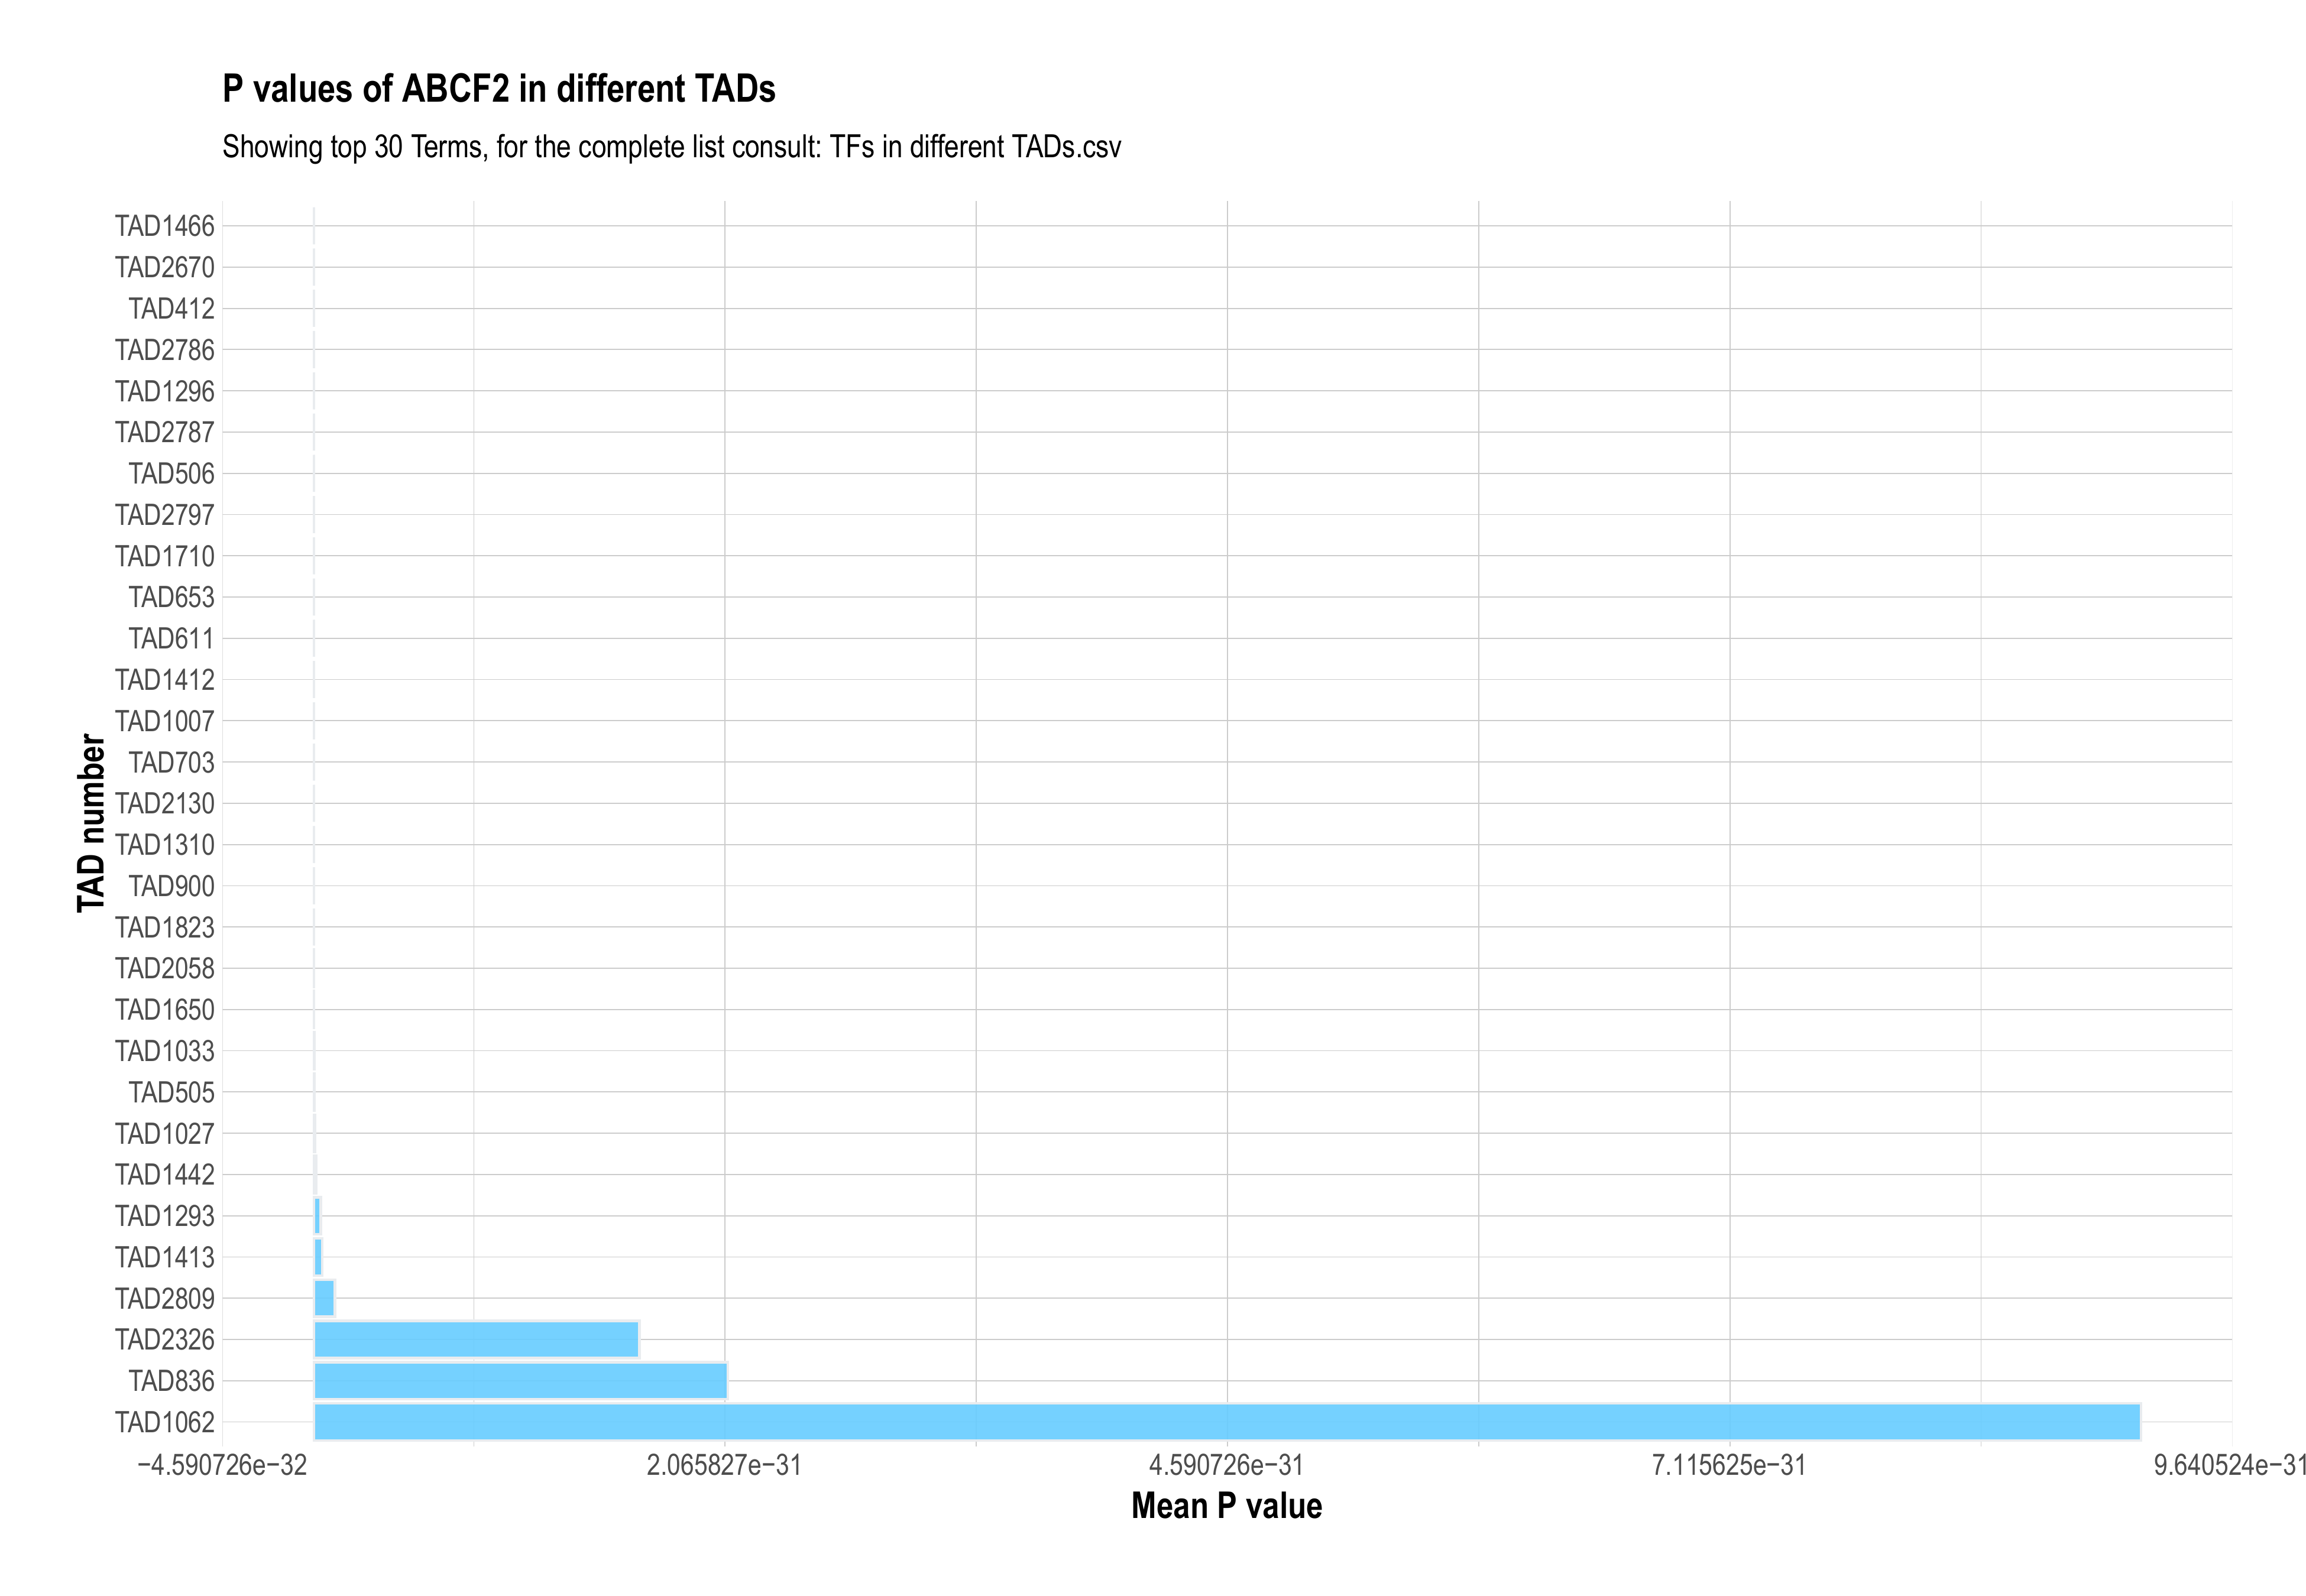 P values of ABCF2 in different TADs
Showing top 30 Terms, for the complete list consult: TFs in different TADs.csv
TAD number
TAD1466
TAD2670
TAD412
TAD2786
TAD1296
TAD2787
TAD506
TAD2797
TAD1710
TAD653
TAD611
TAD1412
TAD1007
TAD703
TAD2130
TAD1310
TAD900
TAD1823
TAD2058
TAD1650
TAD1033
TAD505
TAD1027
TAD1442
TAD1293
TAD1413
TAD2809
TAD2326
TAD836
TAD1062
−4.590726e−32 2.065827e−31 4.590726e−31 7.115625e−31 9.640524e−31
Mean P value